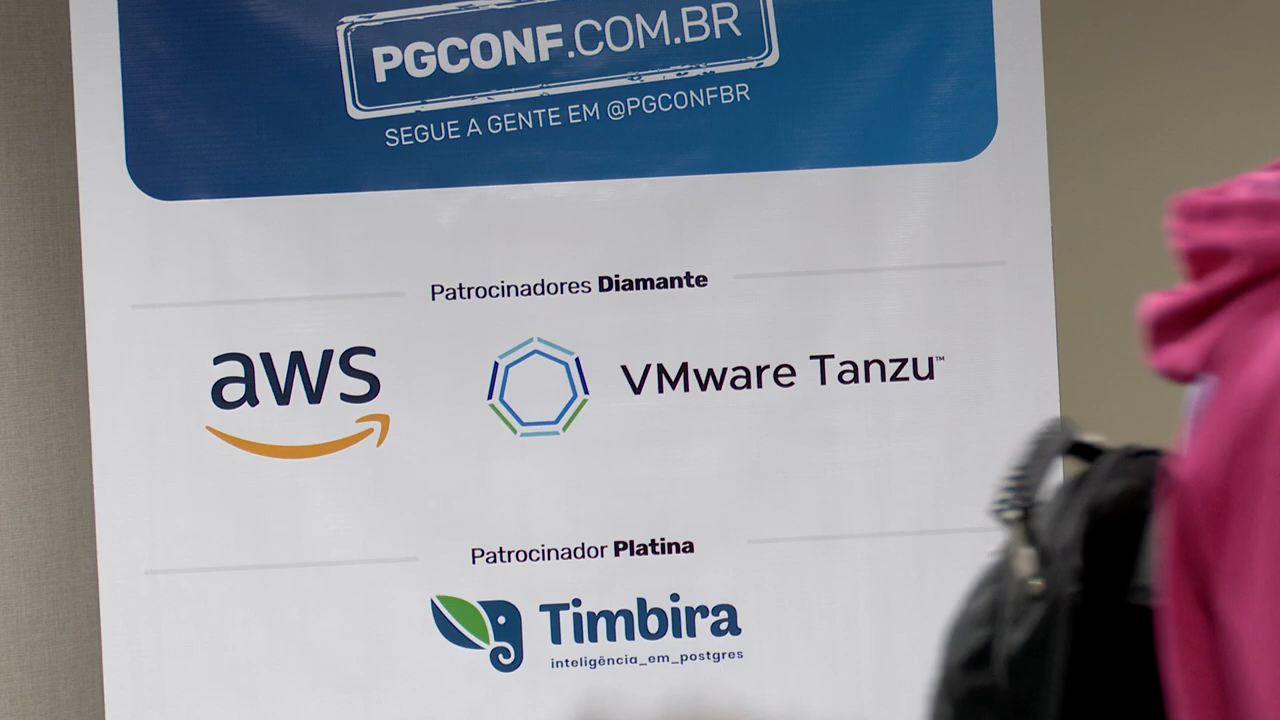 PGCONF.COM.BR
SEGUE A GENTE EM @PGCONFBR
Patrocinadores Diamante
aws
VMware Tanzu™
Patrocinador Platina
Timbira
inteligência_em_postgres